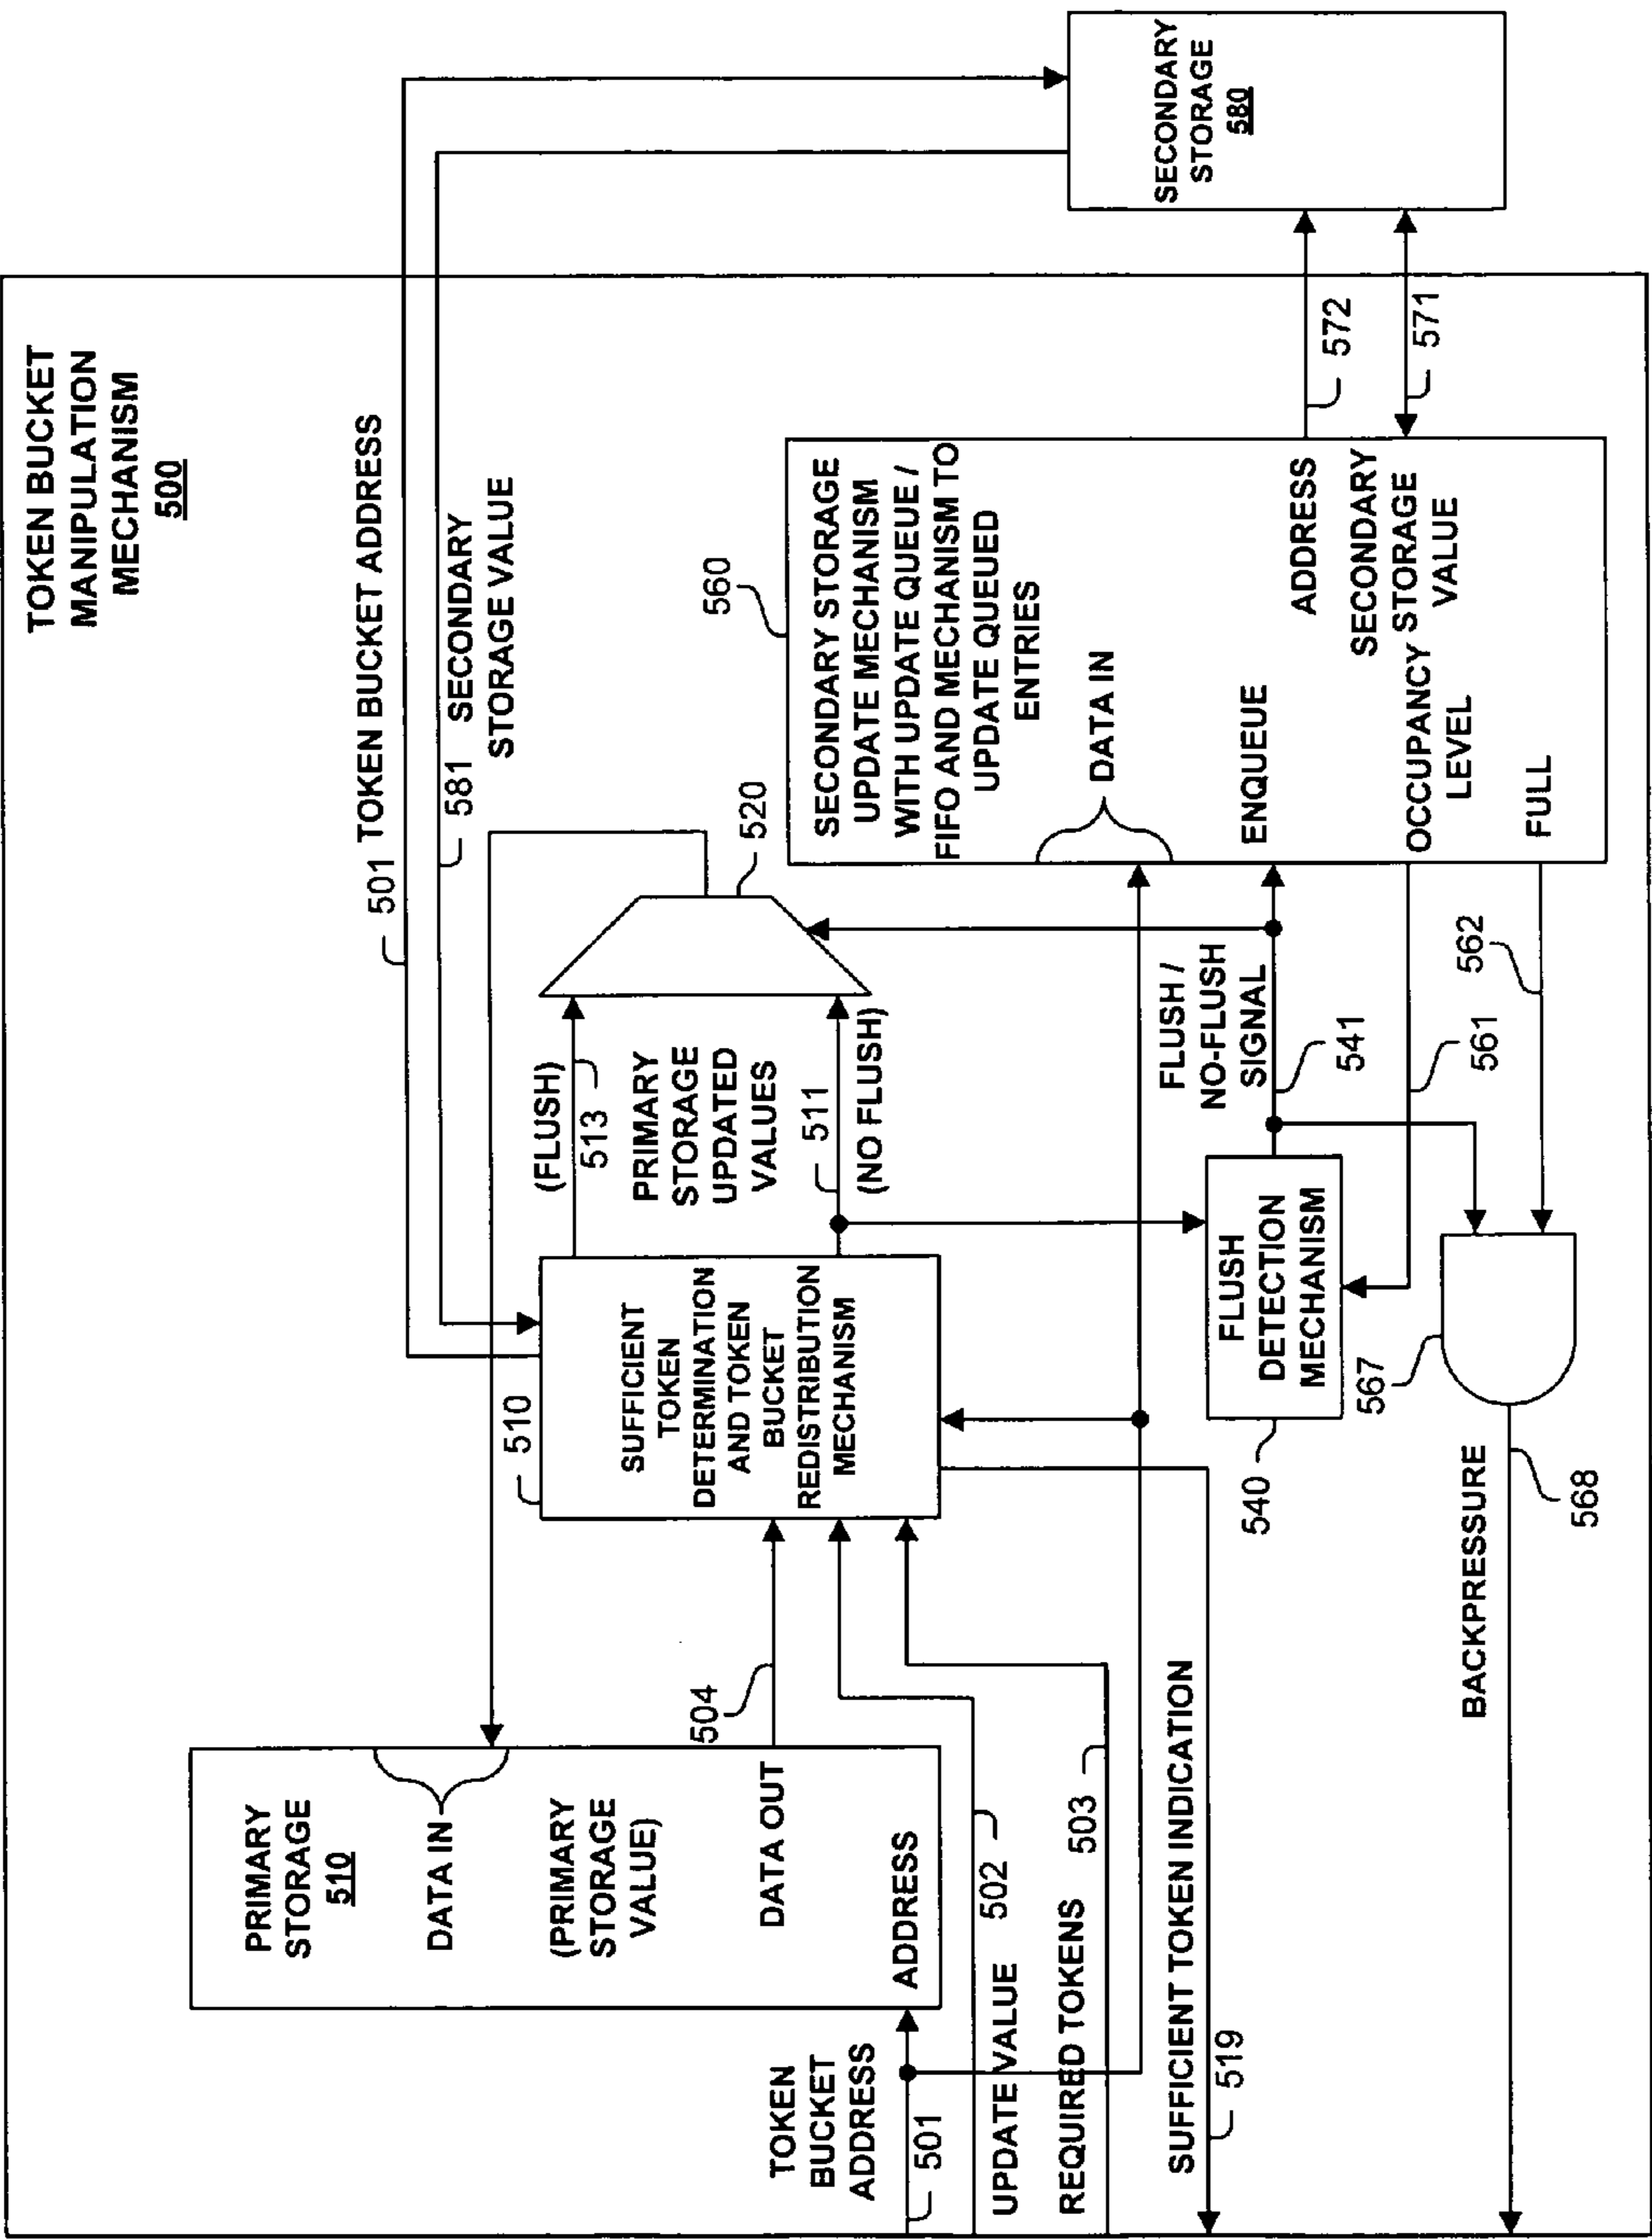 TOKEN BUCKET
MANIPULATION
MECHANISM
500
501 TOKEN BUCKET ADDRESS
581 SECONDARY
STORAGE VALUE
SECONDARY
STORAGE
580
PRIMARY
STORAGE
510
DATA IN
(PRIMARY
STORAGE
VALUE)
DATA OUT
ADDRESS
504
510
SUFFICIENT
TOKEN
DETERMINATION
AND TOKEN
BUCKET
REDISTRIBUTION
MECHANISM
(FLUSH)
513
PRIMARY
STORAGE
UPDATED
VALUES
511
(NO FLUSH)
520
560
SECONDARY STORAGE
UPDATE MECHANISM
WITH UPDATE QUEUE /
FIFO AND MECHANISM TO
UPDATE QUEUED
ENTRIES
DATA IN
ENQUEUE
OCCUPANCY
LEVEL
FULL
ADDRESS
SECONDARY
STORAGE
VALUE
572
571
TOKEN
BUCKET
ADDRESS
501
UPDATE VALUE
502
REQUIRED TOKENS
503
SUFFICIENT TOKEN INDICATION
519
FLUSH /
NO-FLUSH
SIGNAL
541
FLUSH
DETECTION
MECHANISM
540
561
562
567
BACKPRESSURE
568